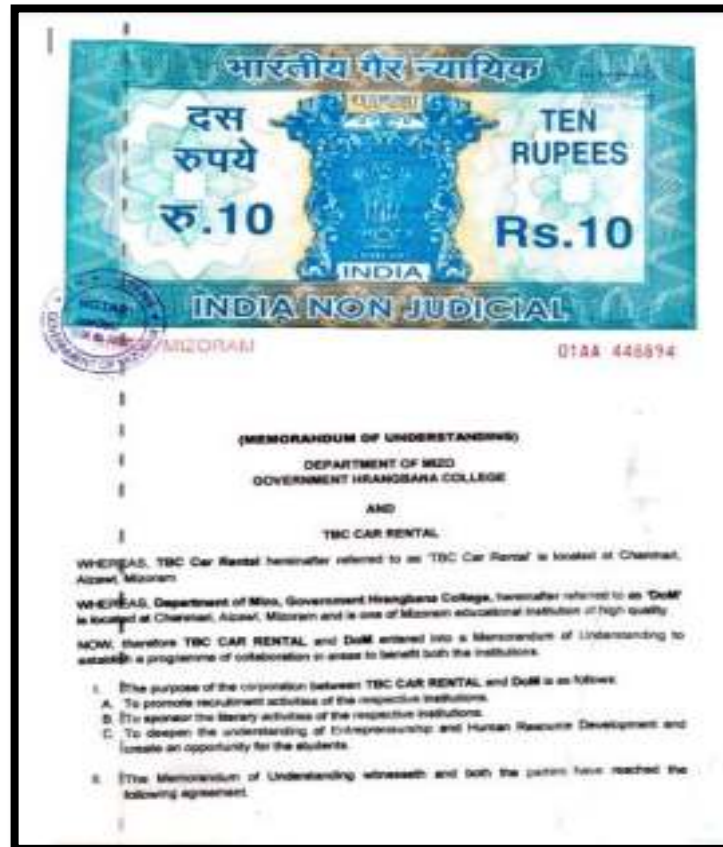 भारतीय गैर न्यायिक
दस
रुपये
रु.10
TEN
RUPEES
Rs.10
INDIA
INDIA NON JUDICIAL
MIZORAM
01AA 446894
(MEMORANDUM OF UNDERSTANDING)
DEPARTMENT OF MIZO
GOVERNMENT HRANGBANA COLLEGE
AND
TBC CAR RENTAL
WHEREAS, TBC Car Rental hereinafter referred to as 'TBC Car Rental' is located at Chanmari,
Aizawl, Mizoram
WHEREAS, Department of Mizo, Government Hrangbana College, hereinafter referred to as 'DoM'
is located at Chanmari, Aizawl, Mizoram and is one of Mizoram educational institution of high quality
NOW, therefore TBC CAR RENTAL and DoM entered into a Memorandum of Understanding to
establish a programme of collaboration in areas to benefit both the institutions.
I. The purpose of the corporation between TBC CAR RENTAL and DoM is as follows:
A. To promote recruitment activities of the respective institutions.
B. To sponsor the literary activities of the respective institutions.
C. To deepen the understanding of Entrepreneurship and Human Resource Development and
create an opportunity for the students.
II. The Memorandum of Understanding witnesseth and both the parties have reached the
following agreement.